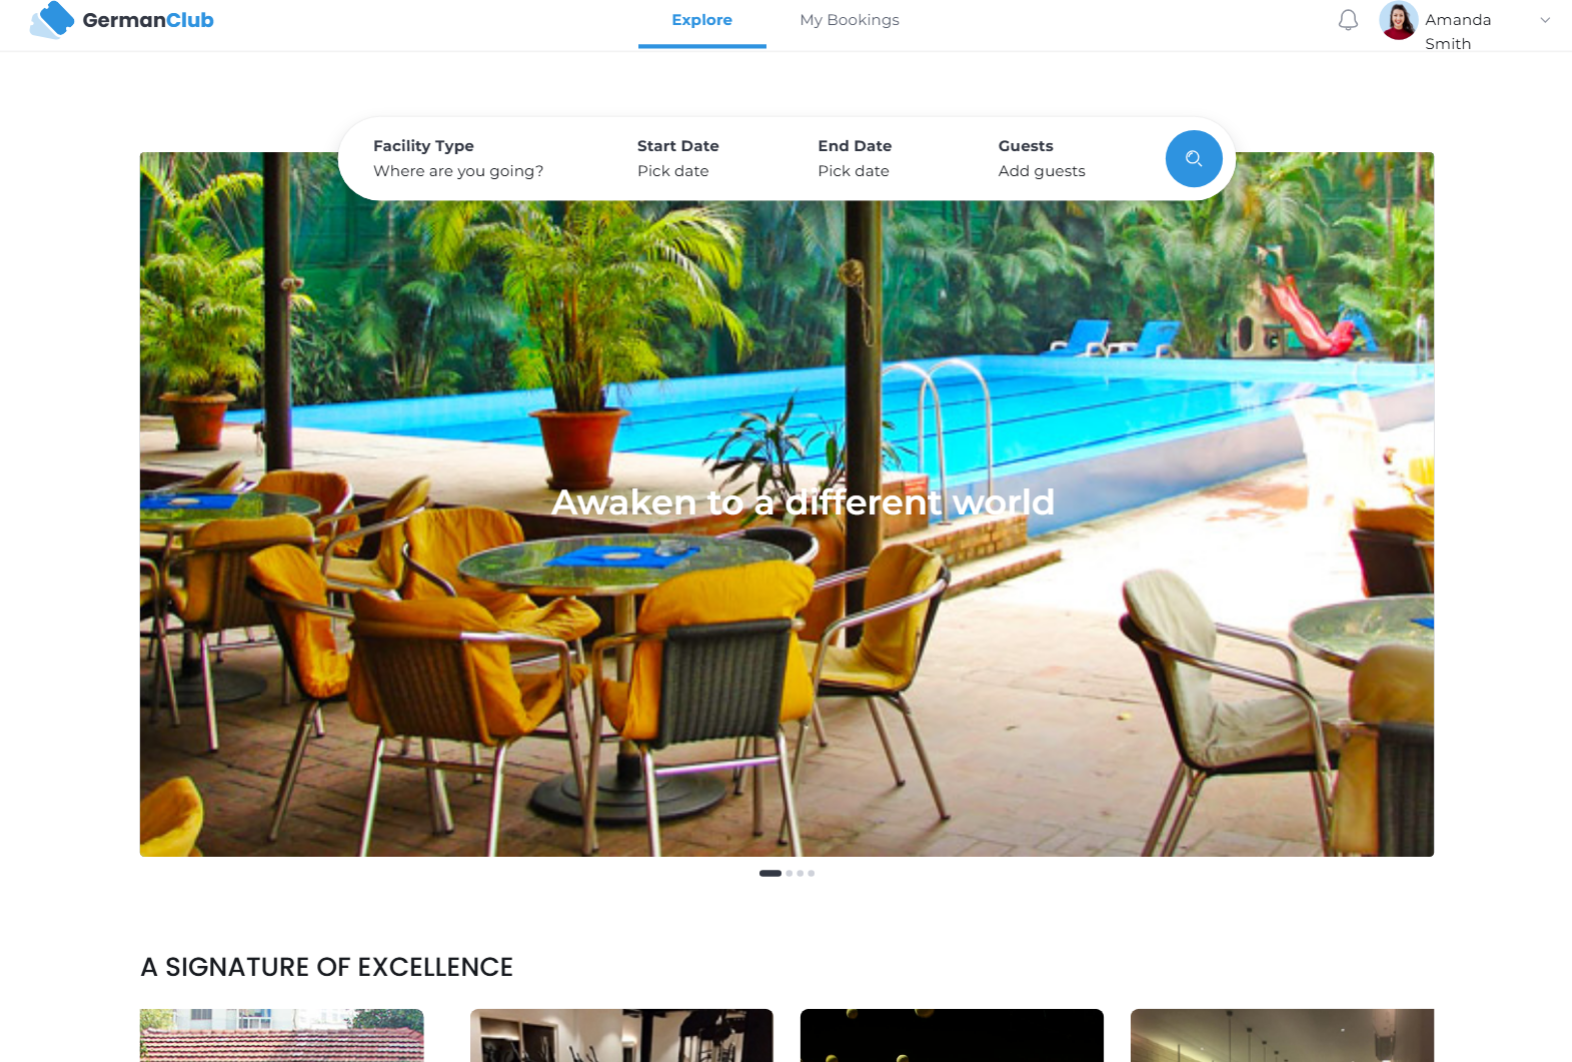 GermanClub
Explore
My Bookings
Amanda
Smith
Facility Type
Where are you going?
Start Date
Pick date
End Date
Pick date
Guests
Add guests
Awaken to a different world
A SIGNATURE OF EXCELLENCE